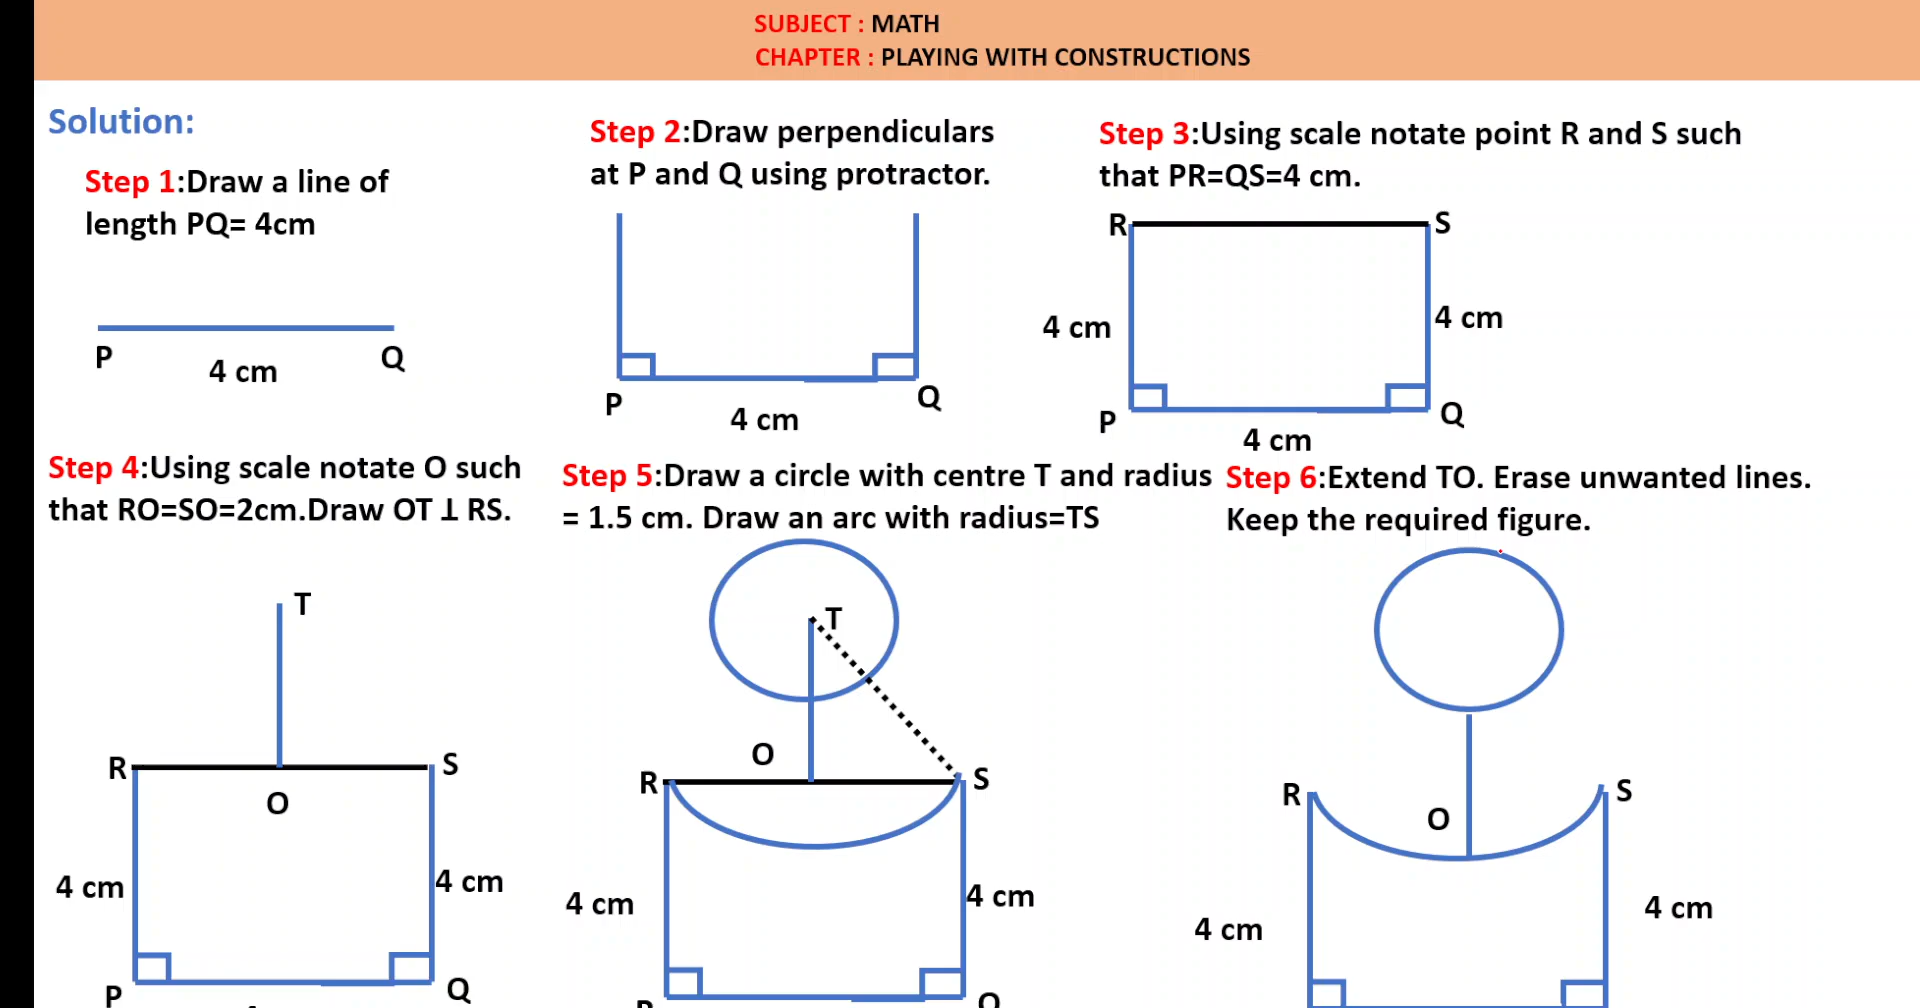 SUBJECT : MATH
CHAPTER : PLAYING WITH CONSTRUCTIONS
Solution:
Step 1:Draw a line of
length PQ= 4cm
P
Q
4 cm
Step 2:Draw perpendiculars
at P and Q using protractor.
P
Q
4 cm
Step 3:Using scale notate point R and S such
that PR=QS=4 cm.
R
S
4 cm
4 cm
P
Q
4 cm
Step 4:Using scale notate O such
that RO=SO=2cm.Draw OT ⊥ RS.
T
R
S
O
4 cm
4 cm
P
Q
Step 5:Draw a circle with centre T and radius
= 1.5 cm. Draw an arc with radius=TS
T
O
R
S
4 cm
4 cm
P
Q
Step 6:Extend TO. Erase unwanted lines.
Keep the required figure.
R
S
O
4 cm
4 cm